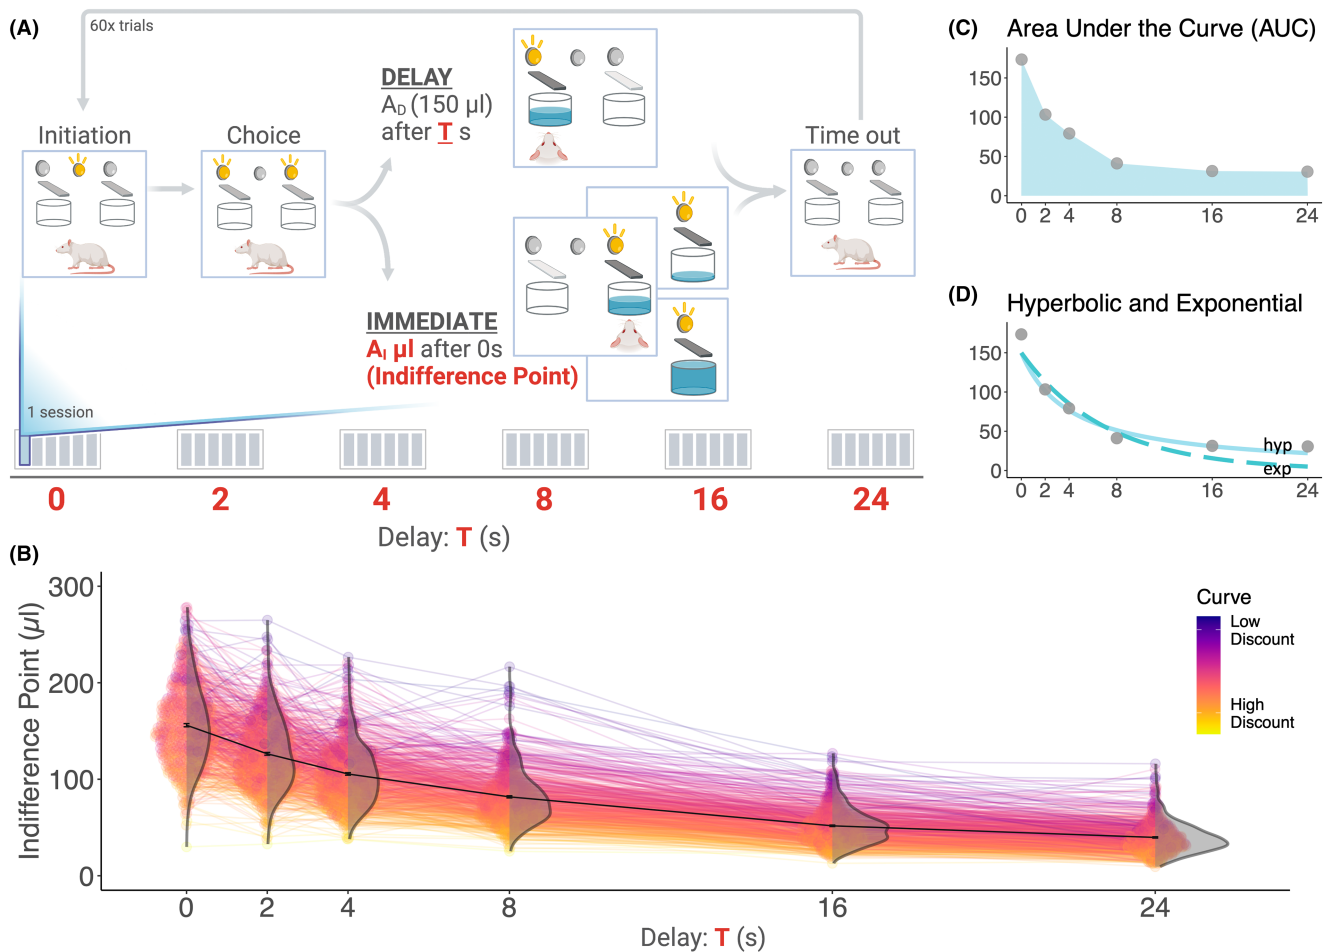 (A)
60x trials
Initiation
Choice
DELAY
A_D (150 µl)
after T s
Time out
IMMEDIATE
A_I µl after 0s
(Indifference Point)
1 session
0 2 4 8 16 24
Delay: T (s)
(C) Area Under the Curve (AUC)
150
100
50
0
0 2 4 8 16 24
(D) Hyperbolic and Exponential
150
100
50
0
hyp
exp
0 2 4 8 16 24
(B)
Indifference Point (µl)
300
200
100
0
0 2 4 8 16 24
Delay: T (s)
Curve
Low
Discount
High
Discount